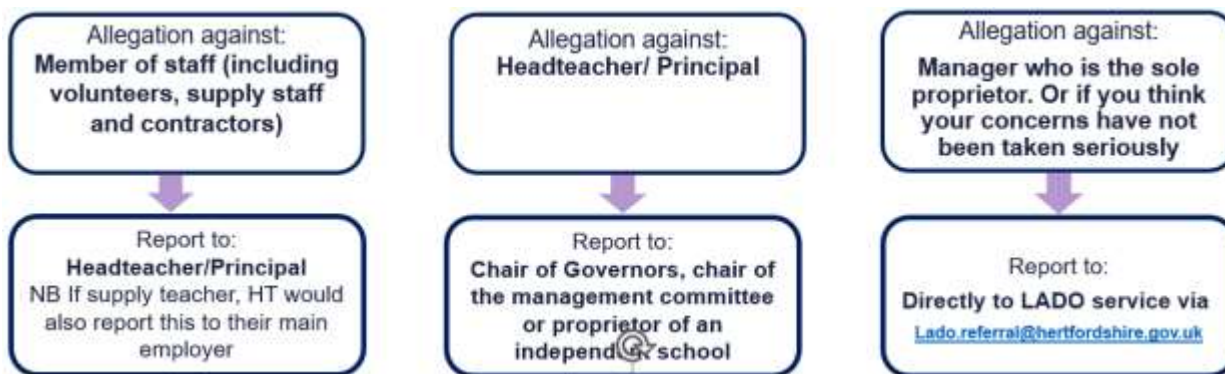 Allegation against:
Member of staff (including
volunteers, supply staff
and contractors)
Report to:
Headteacher/Principal
NB If supply teacher, HT would
also report this to their main
employer
Allegation against:
Headteacher/ Principal
Report to:
Chair of Governors, chair of
the management committee
or proprietor of an
independent school
Allegation against:
Manager who is the sole
proprietor. Or if you think
your concerns have not
been taken seriously
Report to:
Directly to LADO service via
Lado.referral@hertfordshire.gov.uk